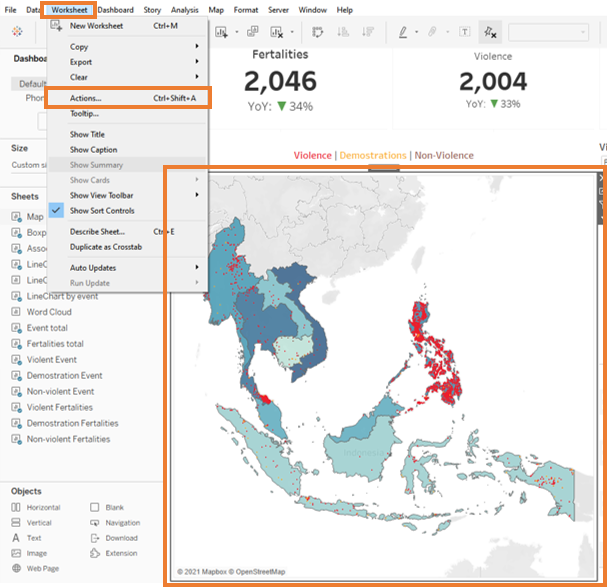 File Data Worksheet Dashboard Story Analysis Map Format Server Window Help
New Worksheet Ctrl+M
Copy
Export
Clear
Actions... Ctrl+Shift+A
Tooltip...
Show Title
Show Caption
Show Summary
Show Cards
Show View Toolbar
Show Sort Controls
Describe Sheet... Ctrl+E
Duplicate as Crosstab
Auto Updates
Run Update
Dashboa
Default
Phon
Size
Custom si
Sheets
Map
Boxp
Assoc
LineC
LineC
LineChart by event
Word Cloud
Event total
Fertalities total
Violent Event
Demostration Event
Non-violent Event
Violent Fertalities
Demostration Fertalities
Non-violent Fertalities
Objects
Horizontal Blank
Vertical Navigation
Text Download
Image Extension
Web Page
Fertalities
2,046
YoY: ▼ 34%
Violence
2,004
YoY: ▼ 33%
Violence | Demostrations | Non-Violence
Vi
Indonesia
© 2021 Mapbox © OpenStreetMap